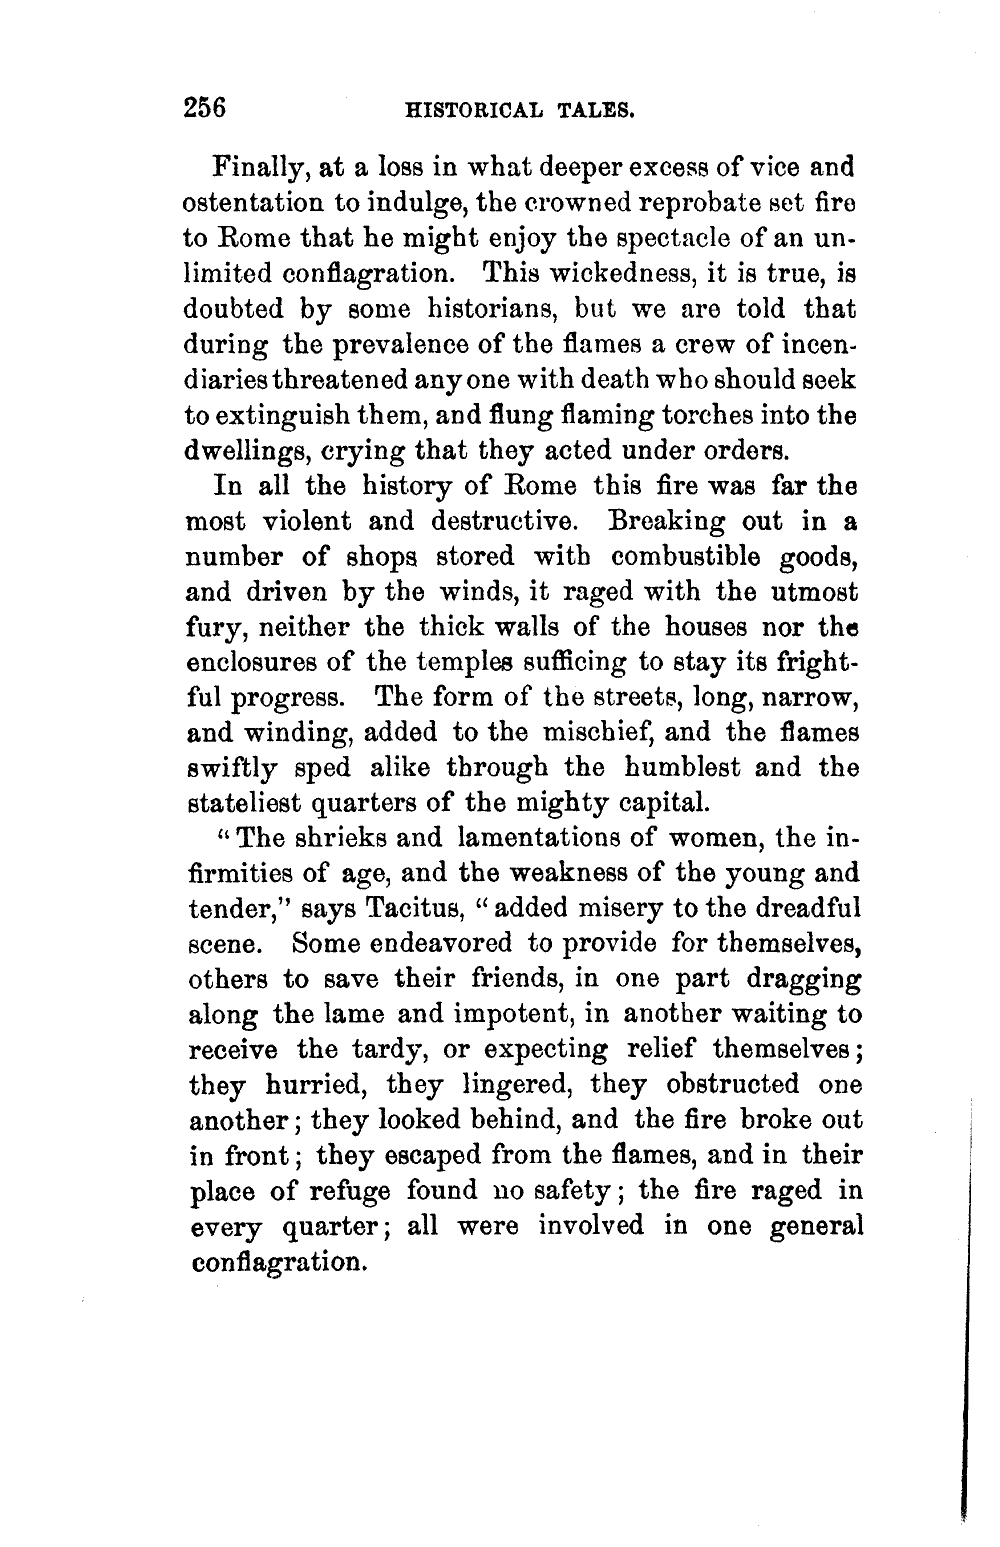 256 HISTORICAL TALES.
Finally, at a loss in what deeper excess of vice and
ostentation to indulge, the crowned reprobate set fire
to Rome that he might enjoy the spectacle of an un-
limited conflagration. This wickedness, it is true, is
doubted by some historians, but we are told that
during the prevalence of the flames a crew of incen-
diaries threatened any one with death who should seek
to extinguish them, and flung flaming torches into the
dwellings, crying that they acted under orders.
In all the history of Rome this fire was far the
most violent and destructive. Breaking out in a
number of shops stored with combustible goods,
and driven by the winds, it raged with the utmost
fury, neither the thick walls of the houses nor the
enclosures of the temples sufficing to stay its fright-
ful progress. The form of the streets, long, narrow,
and winding, added to the mischief, and the flames
swiftly sped alike through the humblest and the
stateliest quarters of the mighty capital.
“The shrieks and lamentations of women, the in-
firmities of age, and the weakness of the young and
tender,” says Tacitus, “added misery to the dreadful
scene. Some endeavored to provide for themselves,
others to save their friends, in one part dragging
along the lame and impotent, in another waiting to
receive the tardy, or expecting relief themselves;
they hurried, they lingered, they obstructed one
another; they looked behind, and the fire broke out
in front; they escaped from the flames, and in their
place of refuge found no safety; the fire raged in
every quarter; all were involved in one general
conflagration.